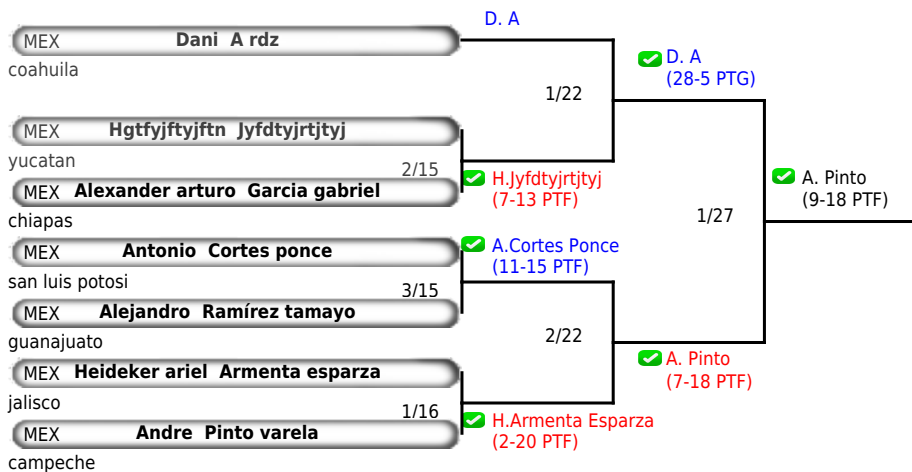 D. A
MEX Dani A rdz
coahuila
D. A
(28-5 PTG)
1/22
MEX Hgtfyjftyjftn Jyfdtyjrtjtyj
yucatan
2/15
H.Jyfdtyjrtjtyj
(7-13 PTF)
MEX Alexander arturo Garcia gabriel
chiapas
A. Pinto
(9-18 PTF)
1/27
MEX Antonio Cortes ponce
san luis potosi
A.Cortes Ponce
(11-15 PTF)
3/15
MEX Alejandro Ramírez tamayo
guanajuato
2/22
A. Pinto
(7-18 PTF)
MEX Heideker ariel Armenta esparza
jalisco
1/16
H.Armenta Esparza
(2-20 PTF)
MEX Andre Pinto varela
campeche